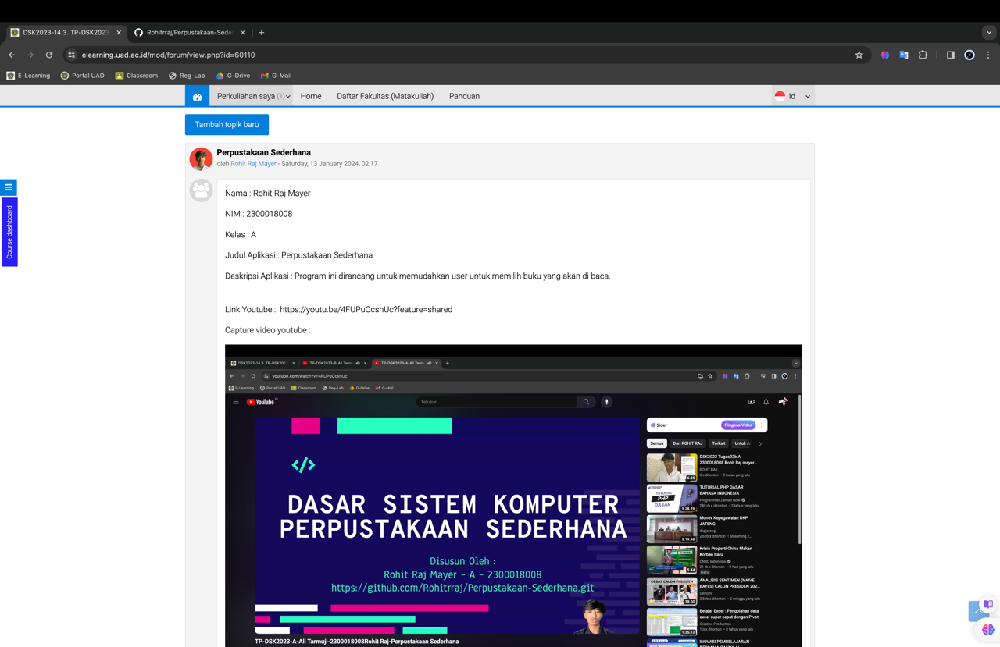 DSK2023-14.3. TP-DSK2023
Rohitrraj/Perpustakaan-Sede
elearning.uad.ac.id/mod/forum/view.php?id=60110
E-Learning Portal UAD Classroom Reg-Lab G-Drive G-Mail
Perkuliahan saya (1) Home Daftar Fakultas (Matakuliah) Panduan Id
Tambah topik baru
Perpustakaan Sederhana
oleh Rohit Raj Mayer - Saturday, 13 January 2024, 02:17
Course dashboard
Nama : Rohit Raj Mayer
NIM : 2300018008
Kelas : A
Judul Aplikasi : Perpustakaan Sederhana
Deskripsi Aplikasi : Program ini dirancang untuk memudahkan user untuk memilih buku yang akan di baca.
Link Youtube : https://youtu.be/4FUPuCcshUc?feature=shared
Capture video youtube :
DSK2023-14.3. TP-DSK202 TP-DSK2023-B-Ali Tarmu TP-DSK2023-A-Ali Tarmu
youtube.com/watch?v=4FUPuCcshUc
E-Learning Portal UAD Classroom Reg-Lab G-Drive G-Mail
YouTube ID
Telusuri
</>
DASAR SISTEM KOMPUTER
PERPUSTAKAAN SEDERHANA
Disusun Oleh :
Rohit Raj Mayer - A - 2300018008
https://github.com/Rohitrraj/Perpustakaan-Sederhana.git
TP-DSK2023-A-Ali Tarmuji-2300018008Rohit Raj-Perpustakaan Sederhana
Sider Ringkas Video
Semua Dari ROHIT RAJ Terkait Untuk A
DSK2023 Tugas02b A
2300018008 Rohit Raj mayer...
ROHIT RAJ
3 x ditonton • 3 bulan yang lalu
6.05
TUTORIAL PHP DASAR
BAHASA INDONESIA
Programmer Zaman Now
240 rb x ditonton • 3 tahun yang lalu
TUTORIAL
PHP
DASAR
5.28.26
Monev Kepegawaian DKP
JATENG
dkpjateng
2,6 rb x ditonton • Streaming 2...
3.19.48
Krisis Properti China Makan
Korban Baru
CNBC Indonesia
21 rb x ditonton • 2 hari yang lalu
Baru
5.44
ANALISIS SENTIMEN (NAIVE
BAYES) CALON PRESIDEN 202...
Deinony
2,8 rb x ditonton • 2 minggu yang lalu
DEBAT CALON PRESIDEN
38.00
Belajar Excel : Pengolahan data
excel super cepat dengan Pivot
Creative Production
1 jt x ditonton • 8 tahun yang lalu
1.35.12
INOVASI PEMBELAJARAN